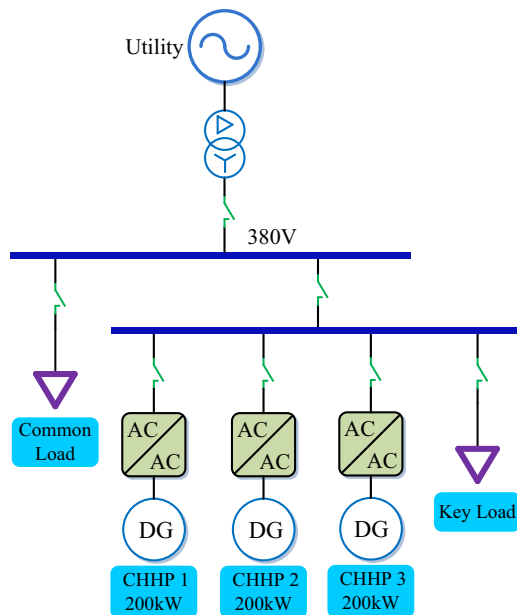 Utility
380V
AC
AC
AC
AC
AC
AC
Common
Load
DG
DG
DG
Key Load
CHHP 1
200kW
CHHP 2
200kW
CHHP 3
200kW